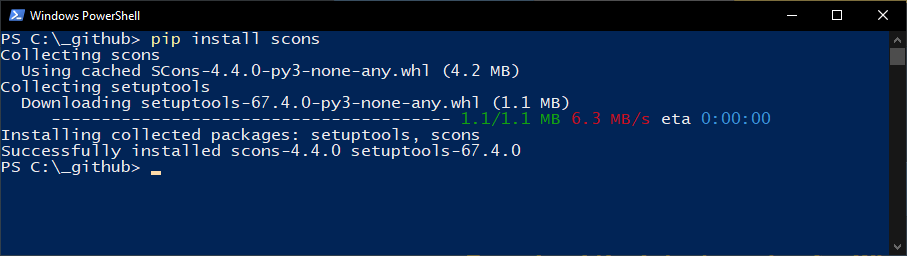 Windows PowerShell
PS C:\_github> pip install scons
Collecting scons
  Using cached SCons-4.4.0-py3-none-any.whl (4.2 MB)
Collecting setuptools
  Downloading setuptools-67.4.0-py3-none-any.whl (1.1 MB)
     ---------------------------------------- 1.1/1.1 MB 6.3 MB/s eta 0:00:00
Installing collected packages: setuptools, scons
Successfully installed scons-4.4.0 setuptools-67.4.0
PS C:\_github>